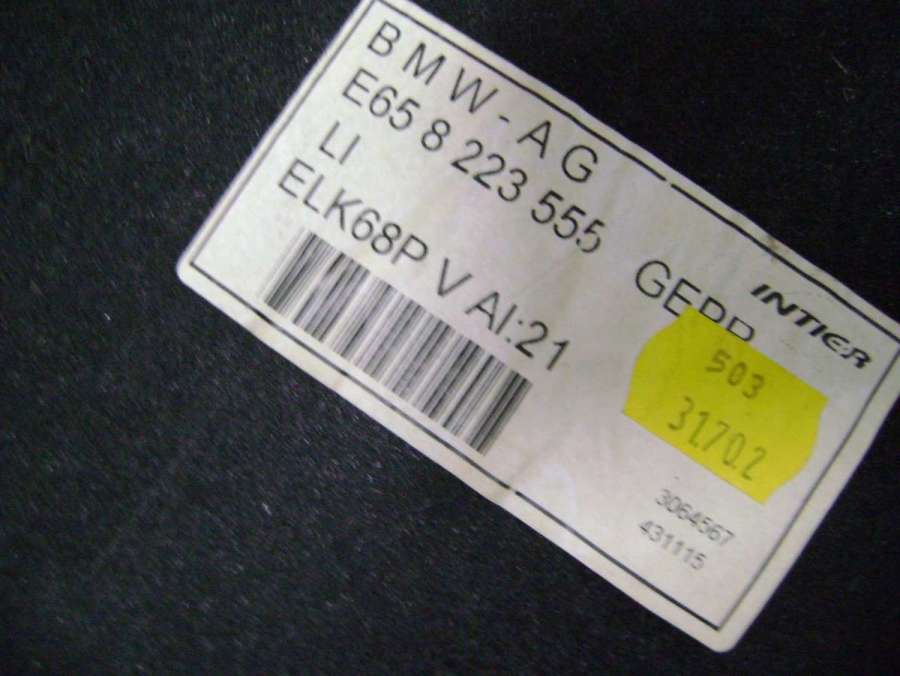 BMW-AG
E65 8 223 555
LI
ELK68P V AI:21
INTIER
503
31.70.2
3064567
431115